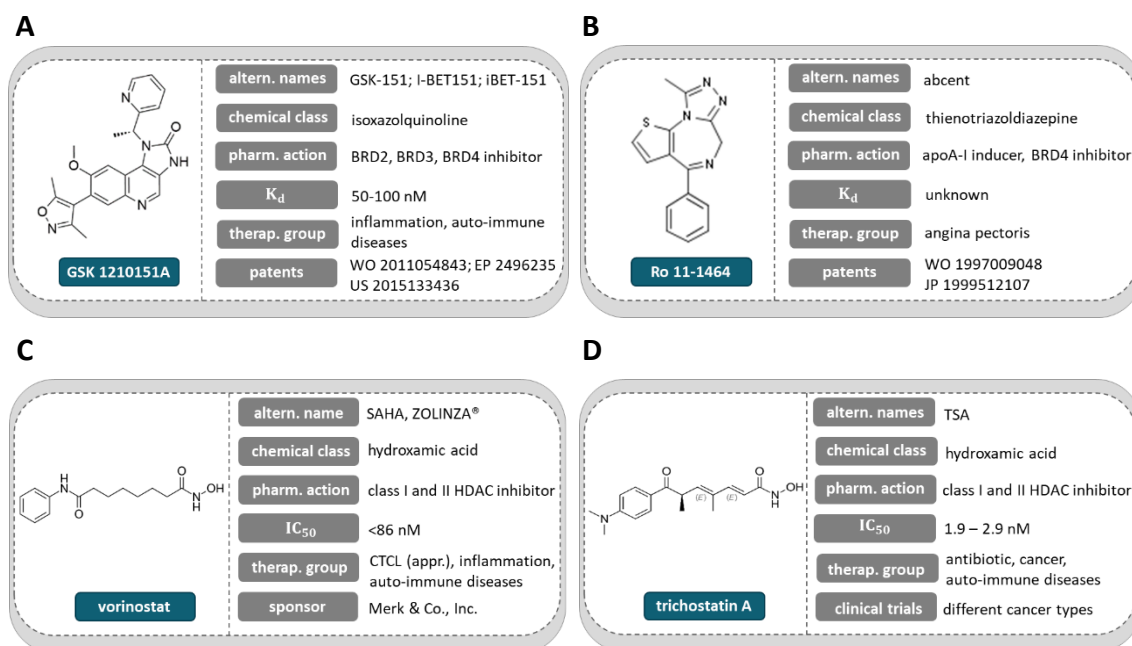 A
altern. names GSK-151; I-BET151; iBET-151
chemical class isoxazolquinoline
pharm. action BRD2, BRD3, BRD4 inhibitor
K_d 50-100 nM
therap. group inflammation, auto-immune
diseases
patents WO 2011054843; EP 2496235
US 2015133436
N
O
N
NH
O
N
O
N
GSK 1210151A
B
altern. names abcent
chemical class thienotriazoldiazepine
pharm. action apoA-I inducer, BRD4 inhibitor
K_d unknown
therap. group angina pectoris
patents WO 1997009048
JP 1999512107
N
N
N
S
N
Ro 11-1464
C
altern. name SAHA, ZOLINZA®
chemical class hydroxamic acid
pharm. action class I and II HDAC inhibitor
IC50 <86 nM
therap. group CTCL (appr.), inflammation,
auto-immune diseases
sponsor Merk & Co., Inc.
H
N
O
O
N
H
OH
vorinostat
D
altern. names TSA
chemical class hydroxamic acid
pharm. action class I and II HDAC inhibitor
IC50 1.9 – 2.9 nM
therap. group antibiotic, cancer,
auto-immune diseases
clinical trials different cancer types
O
O
N
H
OH
(E)
(E)
N
trichostatin A